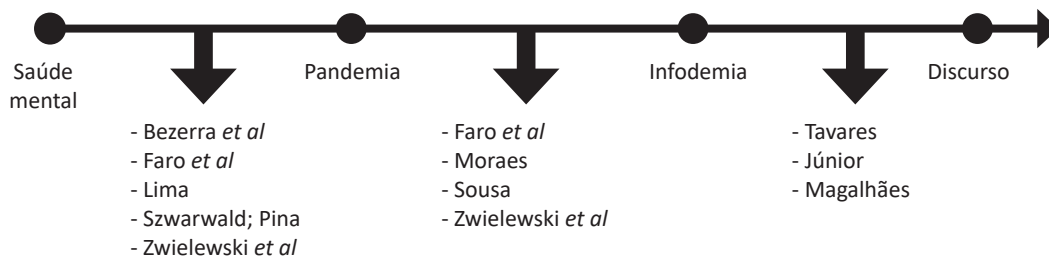 Saúde
mental
Pandemia
Infodemia
Discurso
- Bezerra et al
- Faro et al
- Lima
- Szwarwald; Pina
- Zwielewski et al
- Faro et al
- Moraes
- Sousa
- Zwielewski et al
- Tavares
- Júnior
- Magalhães